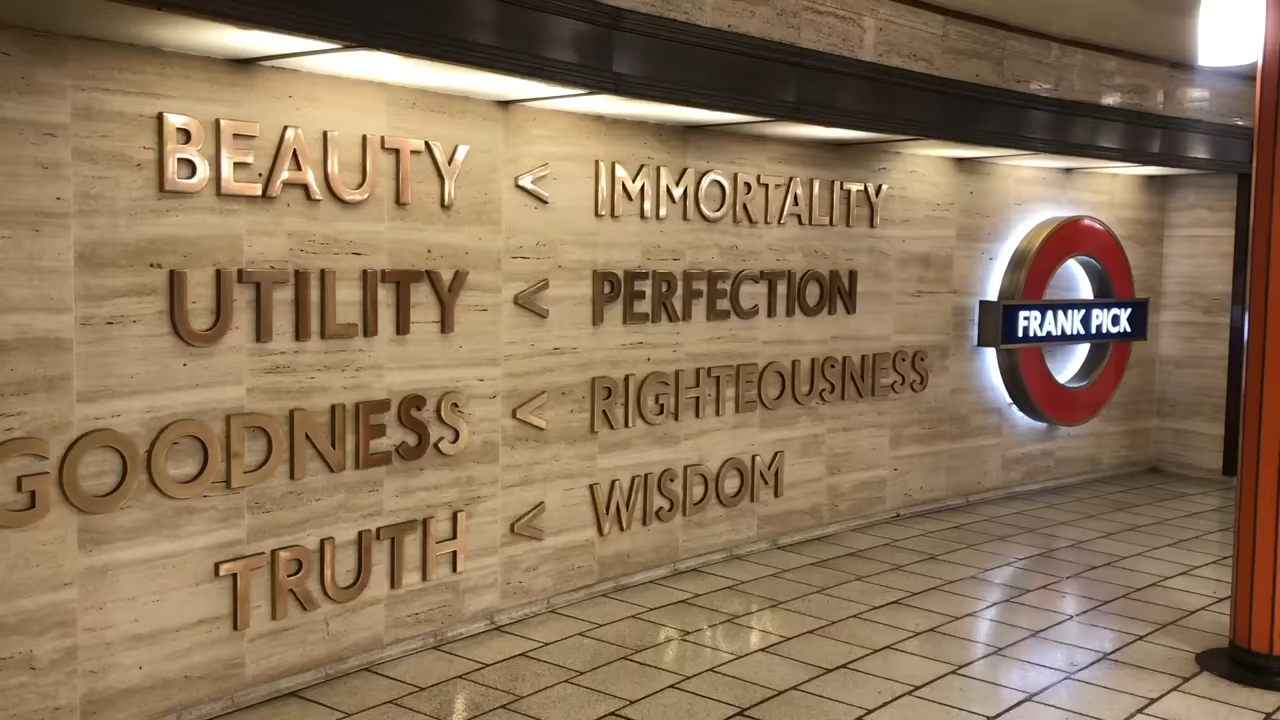 BEAUTY < IMMORTALITY
UTILITY < PERFECTION
GOODNESS < RIGHTEOUSNESS
TRUTH < WISDOM
FRANK PICK